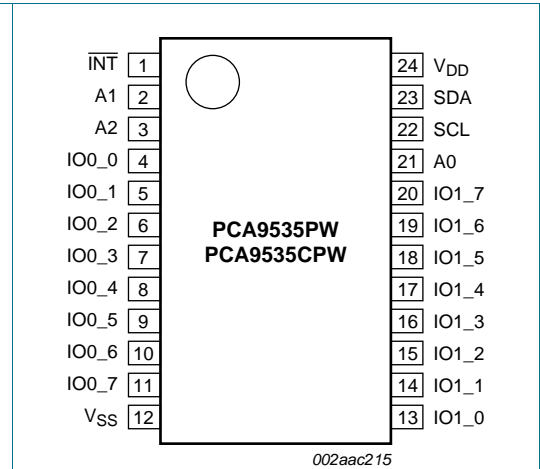 INT 1
A1 2
A2 3
IO0_0 4
IO0_1 5
IO0_2 6
IO0_3 7
IO0_4 8
IO0_5 9
IO0_6 10
IO0_7 11
VSS 12
PCA9535PW
PCA9535CPW
24 VDD
23 SDA
22 SCL
21 A0
20 IO1_7
19 IO1_6
18 IO1_5
17 IO1_4
16 IO1_3
15 IO1_2
14 IO1_1
13 IO1_0
002aac215